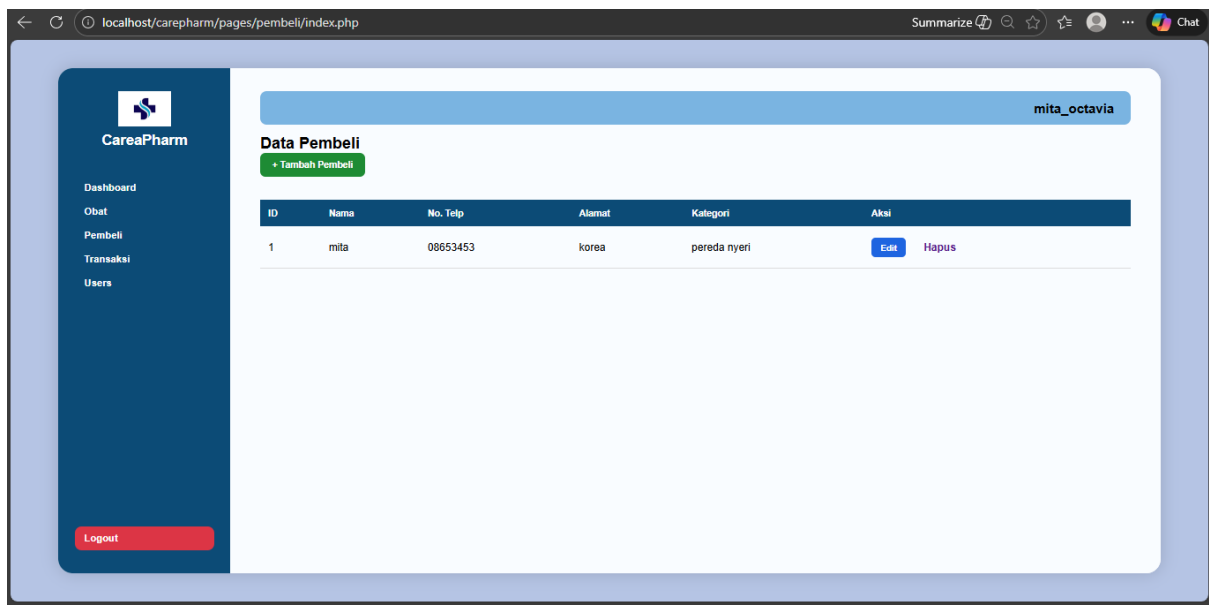 localhost/carepharm/pages/pembeli/index.php
Summarize
Chat
CareaPharm
Dashboard
Obat
Pembeli
Transaksi
Users
Logout
mita_octavia
Data Pembeli
+ Tambah Pembeli
ID Nama No. Telp Alamat Kategori Aksi
1 mita 08653453 korea pereda nyeri Edit Hapus